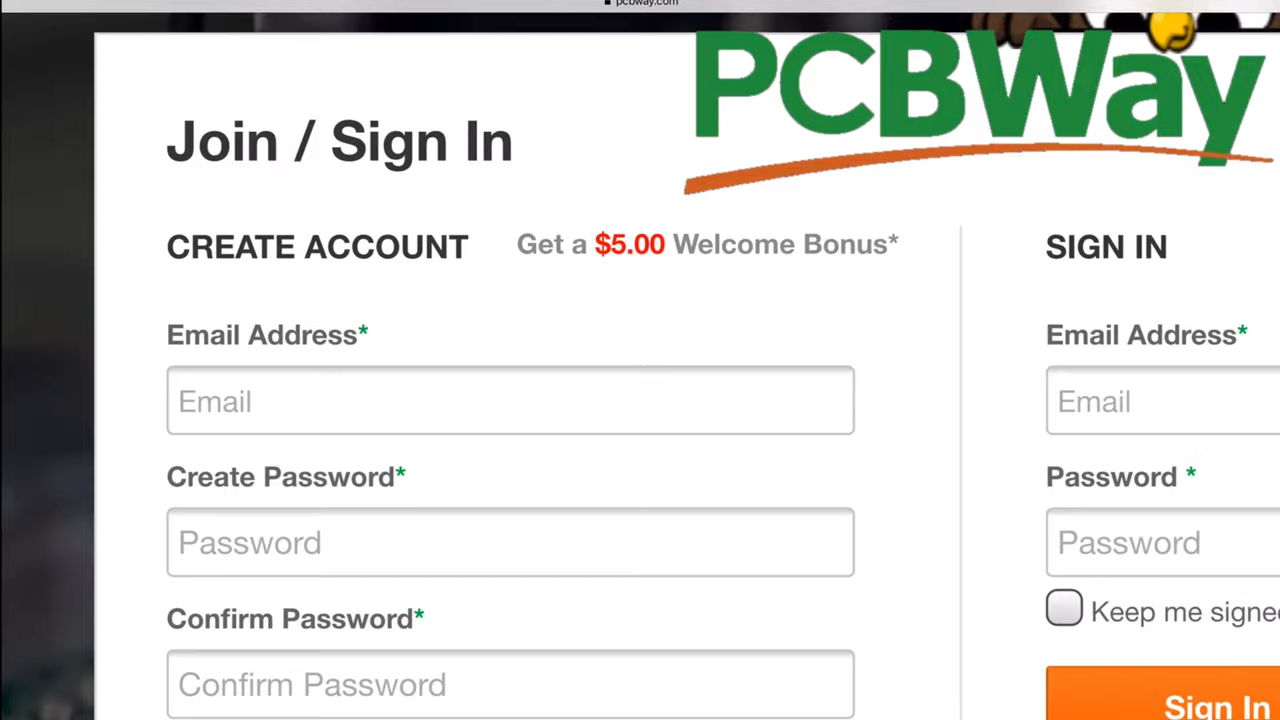 pcbway.com
PCBWay
Join / Sign In
CREATE ACCOUNT Get a $5.00 Welcome Bonus*
Email Address*
Email
Create Password*
Password
Confirm Password*
Confirm Password
SIGN IN
Email Address*
Email
Password *
Password
Keep me signed
Sign In